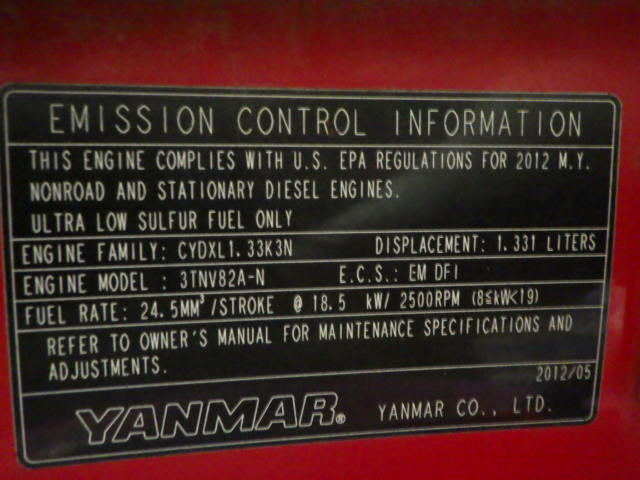 EMISSION CONTROL INFORMATION
THIS ENGINE COMPLIES WITH U.S. EPA REGULATIONS FOR 2012 M.Y.
NONROAD AND STATIONARY DIESEL ENGINES.
ULTRA LOW SULFUR FUEL ONLY
ENGINE FAMILY: CYDXL1.33K3N DISPLACEMENT: 1.331 LITERS
ENGINE MODEL : 3TNV82A-N E.C.S.: EM DFI
FUEL RATE: 24.5MM³/STROKE @ 18.5 kW/ 2500RPM (8≤kW<19)
REFER TO OWNER'S MANUAL FOR MAINTENANCE SPECIFICATIONS AND
ADJUSTMENTS.
2012/05
YANMAR® YANMAR CO., LTD.